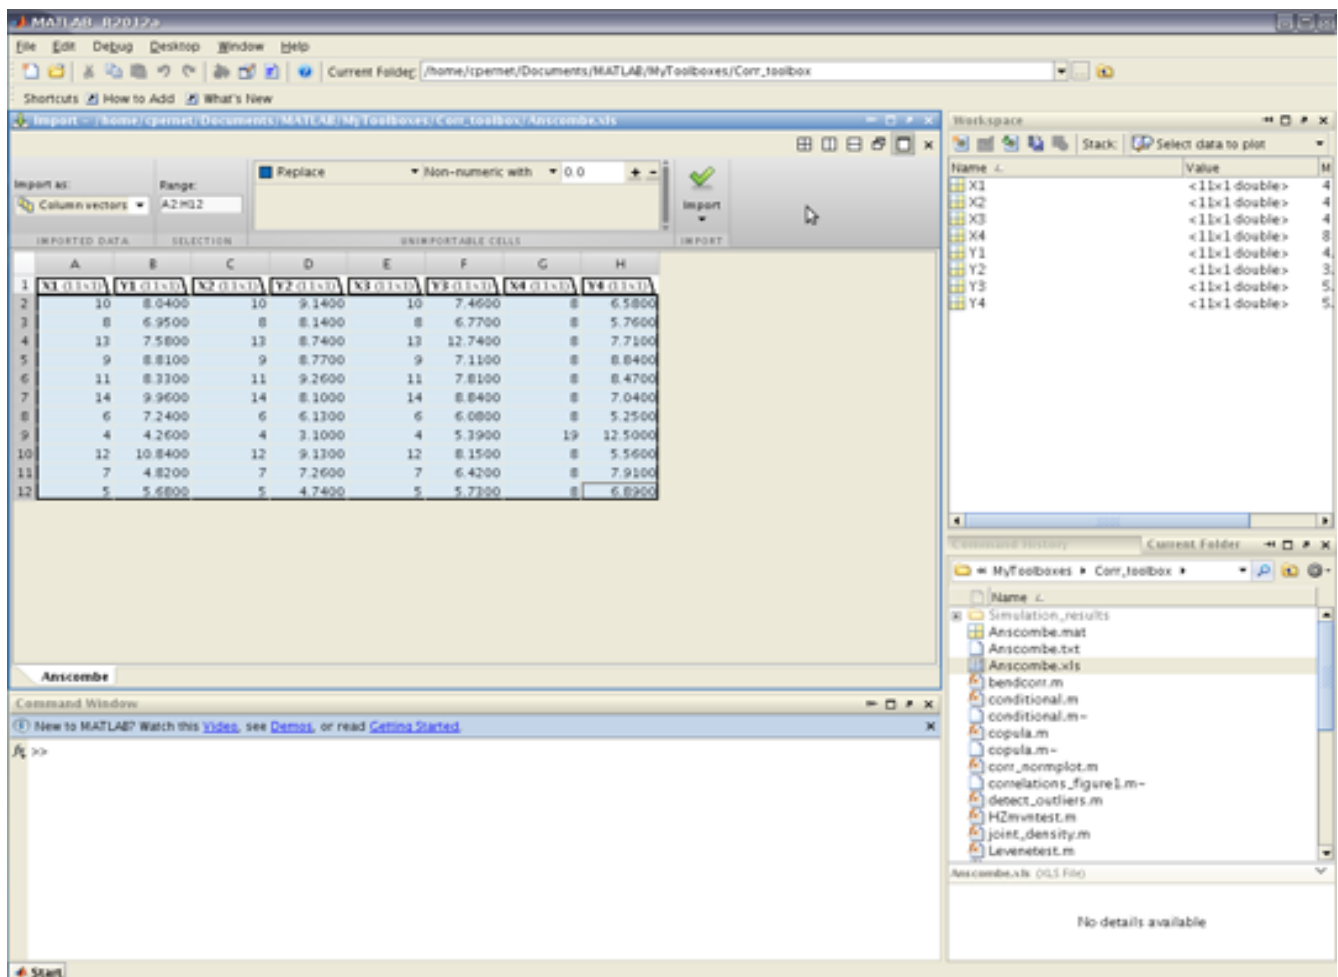 MATLAB R2012a
File Edit Debug Desktop Window Help
Current Folder: /home/cpernet/Documents/MATLAB/MyToolboxes/Corr_toolbox
Shortcuts How to Add What's New
Import - /home/cpernet/Documents/MATLAB/MyToolboxes/Corr_toolbox/Anscombe.xls
Import as: Range: Replace Non-numeric with 0.0
Column vectors A2:H12 Import
IMPORTED DATA SELECTION UNIMPORTABLE CELLS IMPORT
A B C D E F G H
1 X1 (11x1) Y1 (11x1) X2 (11x1) Y2 (11x1) X3 (11x1) Y3 (11x1) X4 (11x1) Y4 (11x1)
2 10 8.0400 10 9.1400 10 7.4600 8 6.5800
3 8 6.9500 8 8.1400 8 6.7700 8 5.7600
4 13 7.5800 13 8.7400 13 12.7400 8 7.7100
5 9 8.8100 9 8.7700 9 7.1100 8 8.8400
6 11 8.3300 11 9.2600 11 7.8100 8 8.4700
7 14 9.9600 14 8.1000 14 8.8400 8 7.0400
8 6 7.2400 6 6.1300 6 6.0800 8 5.2500
9 4 4.2600 4 3.1000 4 5.3900 19 12.5000
10 12 10.8400 12 9.1300 12 8.1500 8 5.5600
11 7 4.8200 7 7.2600 7 6.4200 8 7.9100
12 5 5.6800 5 4.7400 5 5.7300 8 6.8900
Anscombe
Command Window
New to MATLAB? Watch this Video, see Demos, or read Getting Started.
fx >>
Start
Workspace
Stack: Select data to plot
Name Value M
X1 <11x1 double> 4
X2 <11x1 double> 4
X3 <11x1 double> 4
X4 <11x1 double> 8
Y1 <11x1 double> 4.
Y2 <11x1 double> 3.
Y3 <11x1 double> 5.
Y4 <11x1 double> 5.
Command History Current Folder
« MyToolboxes Corr_toolbox
Name
Simulation_results
Anscombe.mat
Anscombe.txt
Anscombe.xls
bendcorr.m
conditional.m
conditional.m~
copula.m
copula.m~
corr_normplot.m
correlations_figure1.m~
detect_outliers.m
HZmvntest.m
joint_density.m
Levenetest.m
Anscombe.xls (XLS File)
No details available